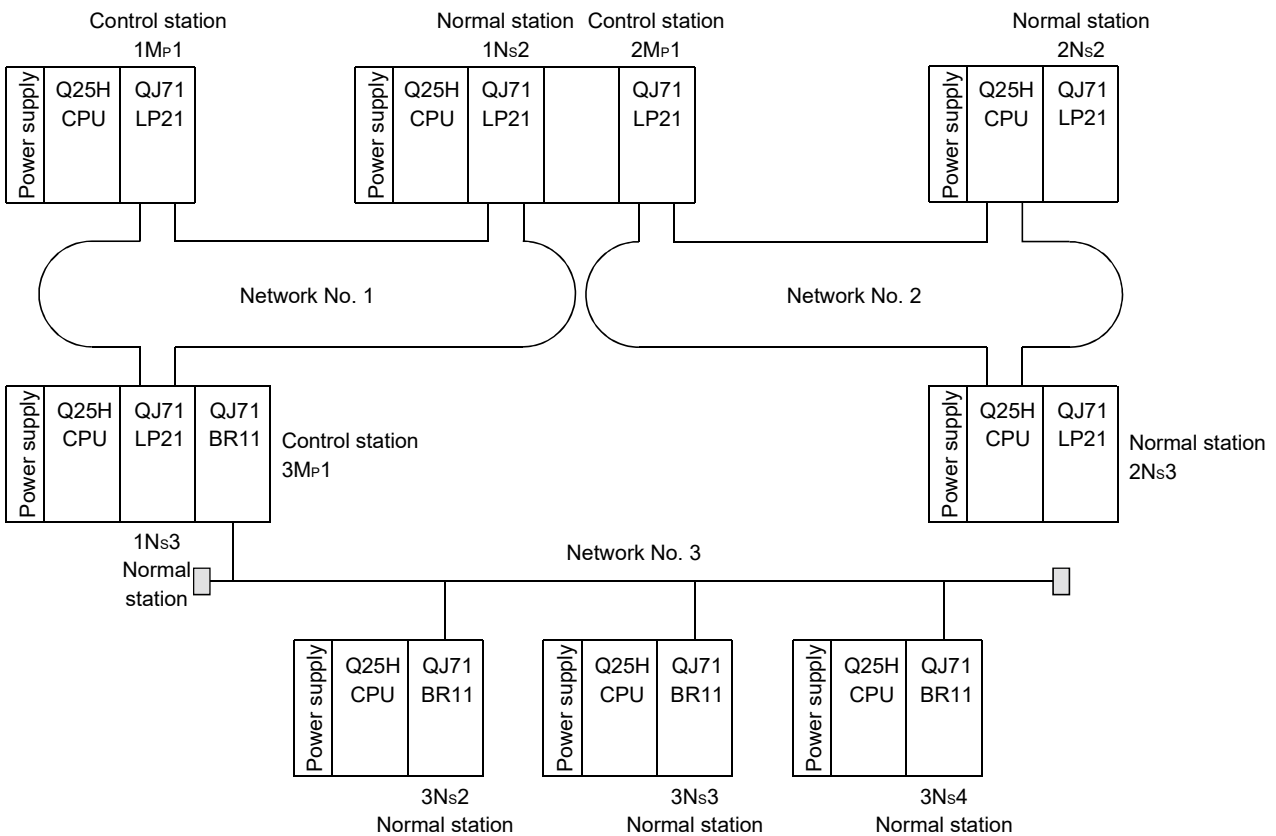 Control station
1MP1
Normal station
1NS2
Control station
2MP1
Normal station
2NS2
Power supply
Q25H
CPU
QJ71
LP21
Power supply
Q25H
CPU
QJ71
LP21
QJ71
LP21
Power supply
Q25H
CPU
QJ71
LP21
Network No. 1
Network No. 2
Power supply
Q25H
CPU
QJ71
LP21
QJ71
BR11
Control station
3MP1
Power supply
Q25H
CPU
QJ71
LP21
Normal station
2NS3
1NS3
Normal
station
Network No. 3
Power supply
Q25H
CPU
QJ71
BR11
Power supply
Q25H
CPU
QJ71
BR11
Power supply
Q25H
CPU
QJ71
BR11
3NS2
Normal station
3NS3
Normal station
3NS4
Normal station